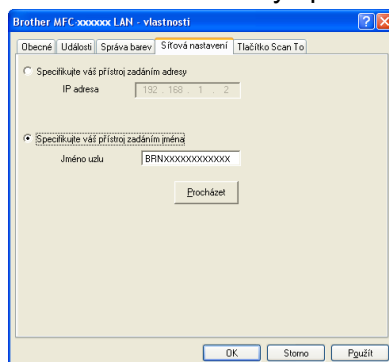 Brother MFC xxxxxx LAN - vlastnosti
Obecné Události Správa barev Síťová nastavení Tlačítko Scan To
Specifikujte váš přístroj zadáním adresy
IP adresa 192 . 168 . 1 . 2
Specifikujte váš přístroj zadáním jména
Jméno uzlu BRNXXXXXXXXXXXX
Procházet
OK Storno Použít